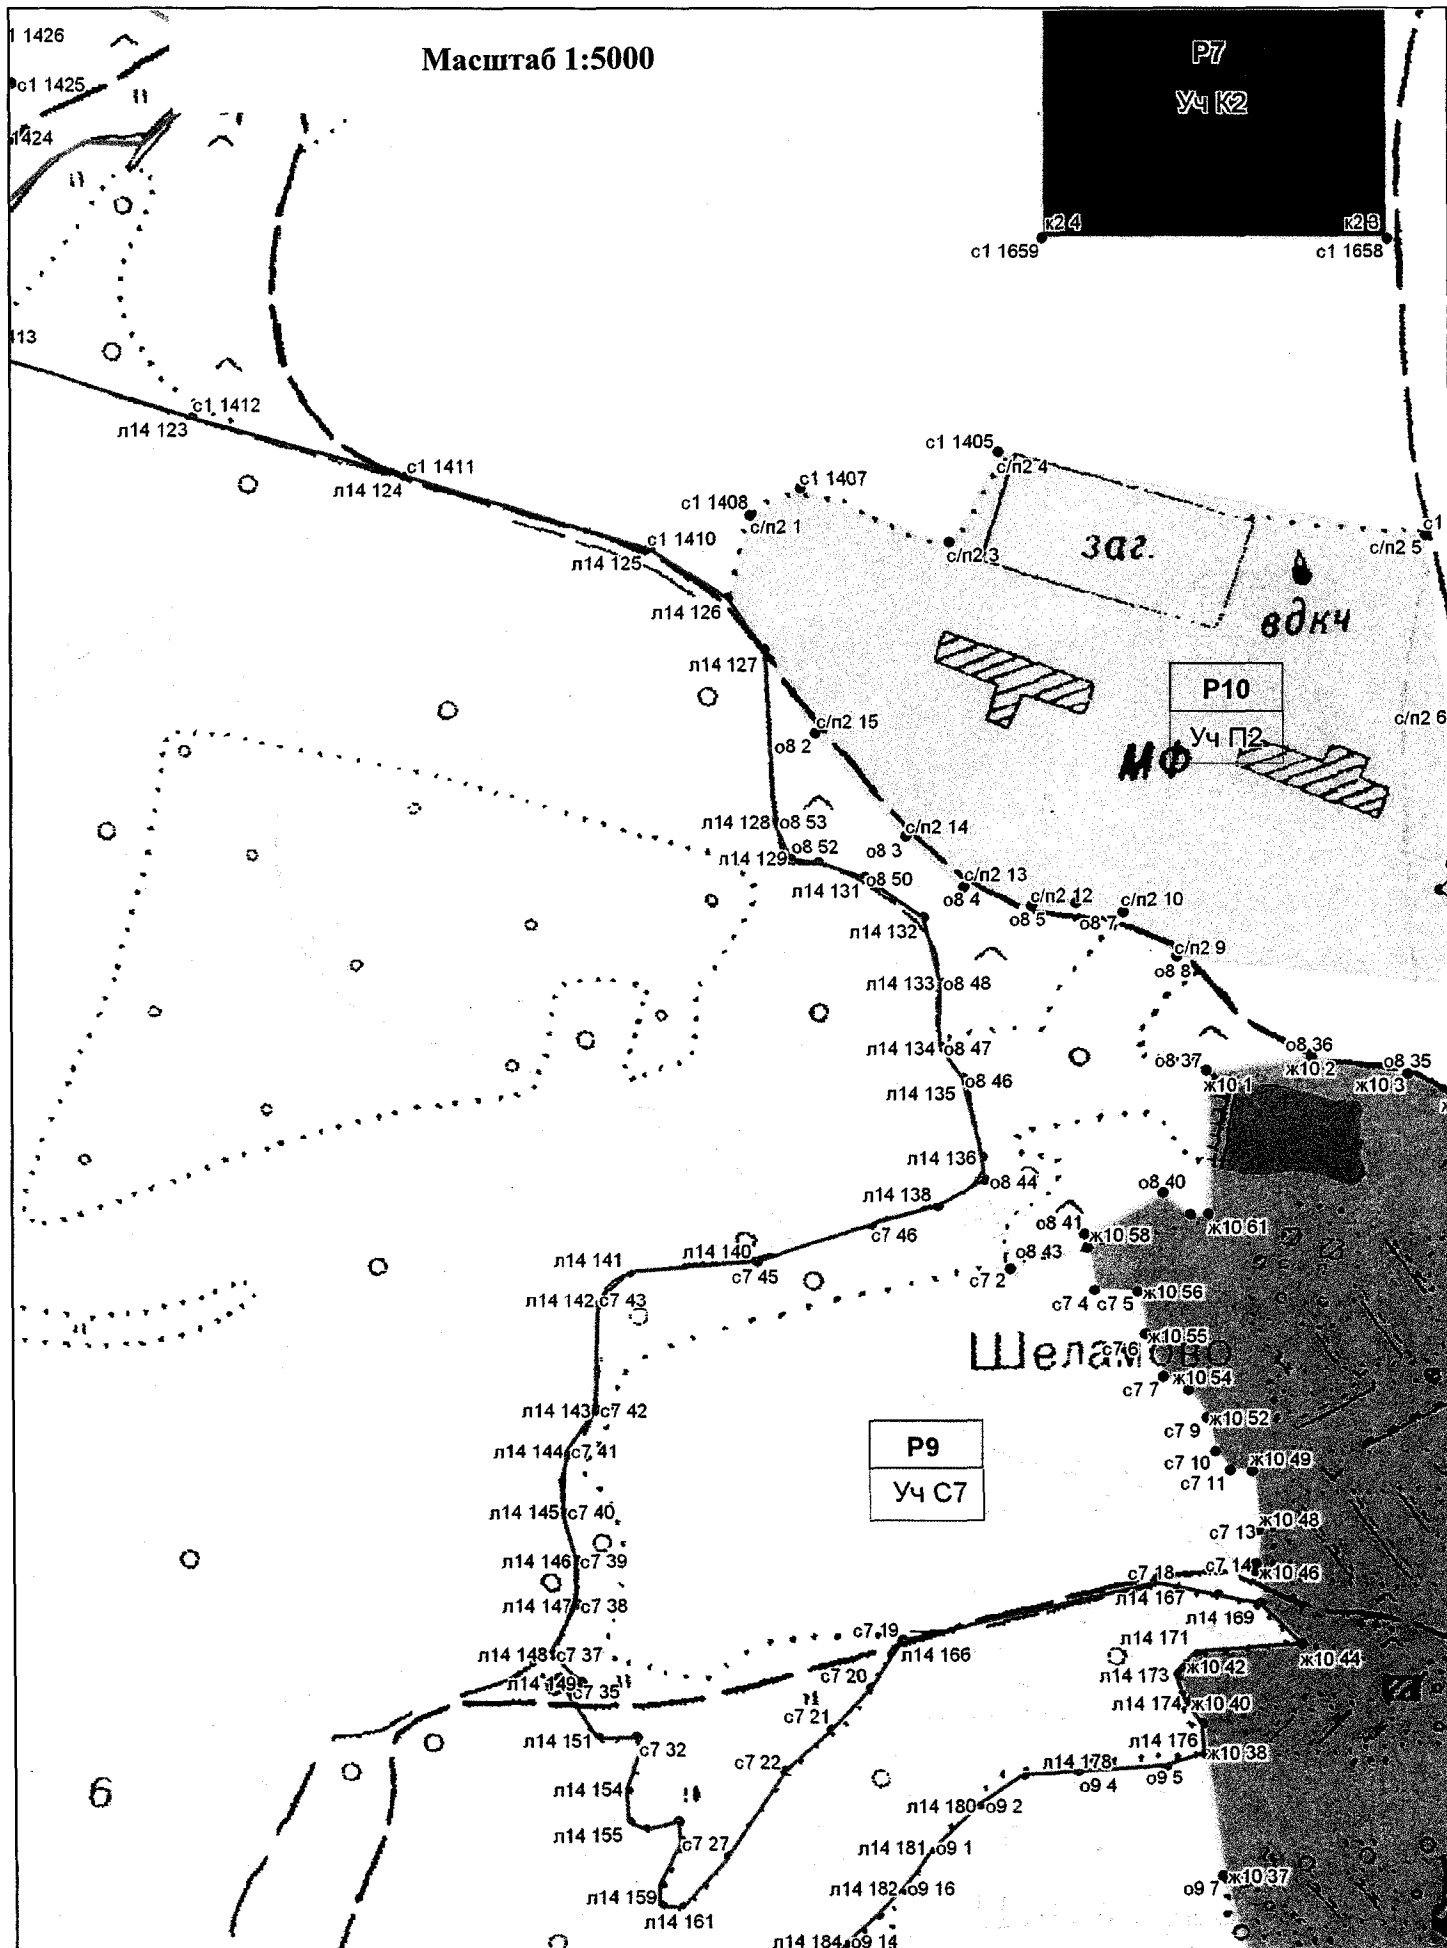 Масштаб 1:5000
1 1426
с1 1425
1424
Р7
Уч К2
к2 4
к2 3
с1 1659
с1 1658
413
с1 1412
л14 123
с1 1411
л14 124
с1 1405
с/п2 4
с1 1407
с1 1408
с/п2 1
с1
с/п2 5
с1 1410
л14 125
с/п2 3
заг.
вдкч
л14 126
л14 127
Р10
Уч П2
с/п2 6
с/п2 15
о8 2
МФ
л14 128
о8 53
с/п2 14
о8 3
о8 52
л14 129
с/п2 13
о8 50
л14 131
о8 4
с/п2 12
с/п2 10
о8 5
о8 7
л14 132
с/п2 9
о8 8
л14 133
о8 48
л14 134
о8 47
о8 36
о8 37
ж10 2
о8 35
ж10 1
ж10 3
о8 46
л14 135
л14 136
о8 44
о8 40
л14 138
ж10 61
о8 41
ж10 58
с7 46
о8 43
л14 140
л14 141
с7 45
с7 2
с7 4
с7 5
ж10 56
л14 142
с7 43
ж10 55
с7 6
Шеламово
ж10 54
с7 7
л14 143
с7 42
с7 9
ж10 52
л14 144
с7 41
Р9
с7 10
ж10 49
с7 11
Уч С7
л14 145
с7 40
ж10 48
с7 13
л14 146
с7 39
с7 18
с7 14
ж10 46
л14 147
с7 38
л14 167
л14 169
с7 19
л14 166
л14 171
л14 148
с7 37
ж10 42
ж10 44
л14 173
л14 149
с7 35
с7 20
л14 174
ж10 40
с7 21
л14 151
с7 32
л14 176
ж10 38
с7 22
л14 178
о9 4
о9 5
л14 154
6
л14 180
о9 2
л14 155
с7 27
л14 181
о9 1
л14 159
л14 182
о9 16
о9 7
ж10 37
л14 161
л14 184
о9 14